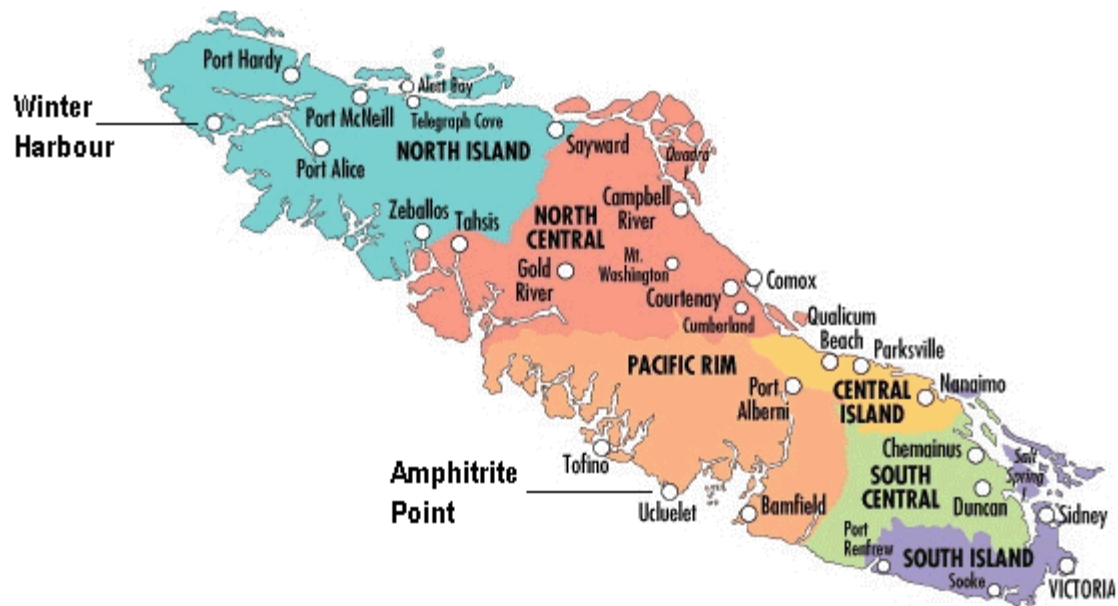 Port Hardy
Alert Bay
Winter
Harbour
Port McNeill
Telegraph Cove
Port Alice
NORTH ISLAND
Sayward
Quadra
I
Zeballos
Tahsis
Campbell
River
NORTH
CENTRAL
Mt.
Washington
Gold
River
Comox
Courtenay
Cumberland
Qualicum
Beach
Parksville
PACIFIC RIM
Port
Alberni
CENTRAL
ISLAND
Nanaimo
Tofino
Amphitrite
Point
Ucluelet
Bamfield
Chemainus
Salt
Spring
I
SOUTH
CENTRAL
Duncan
Sidney
Port
Renfrew
SOUTH ISLAND
Sooke
VICTORIA